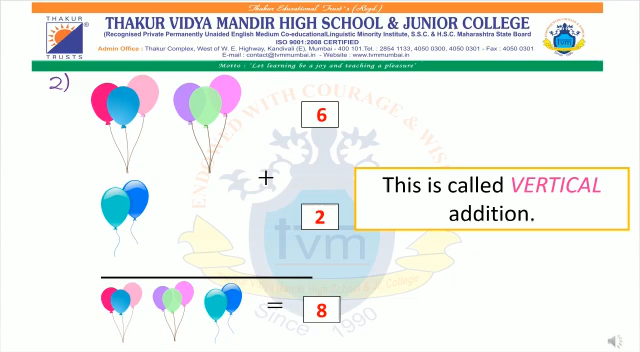 Thakur Educational Trust's (Regd.)
THAKUR VIDYA MANDIR HIGH SCHOOL & JUNIOR COLLEGE
(Recognised Private Permanently Unaided English Medium Co-educational,Linguistic Minority Institute, S.S.C. & H.S.C. Maharashtra State Board
ISO 9001:2008 CERTIFIED
Admin Office : Thakur Complex, West of W. E. Highway, Kandivali (E), Mumbai - 400 101.Tel. : 2854 1133, 4050 0300, 4050 0301 - Fax : 4050 0301
E-mail : contact@tvmmumbai.in - Website : www.tvmmumbai.in
THAKUR
TRUSTS
Motto : "Let learning be a joy and teaching a pleasure"
2)
6
+
This is called VERTICAL
addition.
2
= 8
WITH COURAGE & WIS
tvm
Since 1990